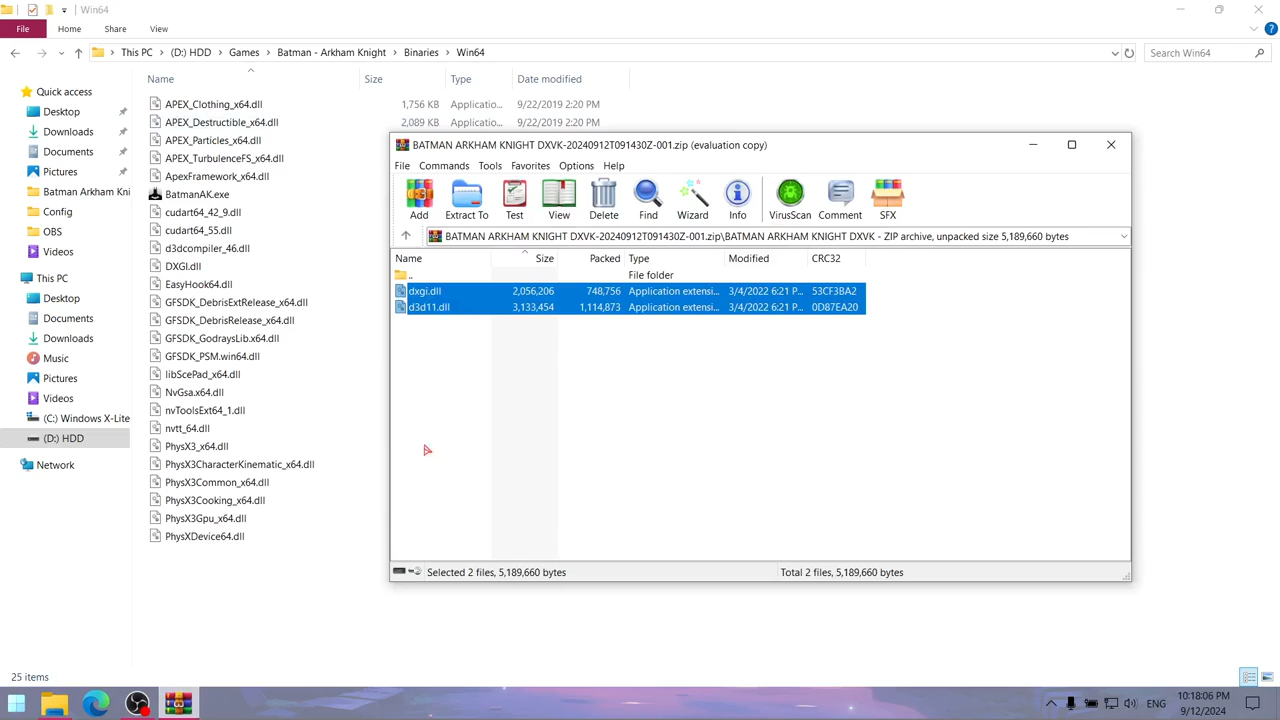 Win64
File Home Share View
This PC (D:) HDD Games Batman - Arkham Knight Binaries Win64
Search Win64
Name Size Type Date modified
Quick access
Desktop
Downloads
Documents
Pictures
Batman Arkham Kni
Config
OBS
Videos
This PC
Desktop
Documents
Downloads
Music
Pictures
Videos
(C:) Windows X-Lite
(D:) HDD
Network
APEX_Clothing_x64.dll 1,756 KB Applicatio... 9/22/2019 2:20 PM
APEX_Destructible_x64.dll 2,089 KB Applicatio... 9/22/2019 2:20 PM
APEX_Particles_x64.dll
APEX_TurbulenceFS_x64.dll
ApexFramework_x64.dll
BatmanAK.exe
cudart64_42_9.dll
cudart64_55.dll
d3dcompiler_46.dll
DXGI.dll
EasyHook64.dll
GFSDK_DebrisExtRelease_x64.dll
GFSDK_DebrisRelease_x64.dll
GFSDK_GodraysLib.x64.dll
GFSDK_PSM.win64.dll
libScePad_x64.dll
NvGsa.x64.dll
nvToolsExt64_1.dll
nvtt_64.dll
PhysX3_x64.dll
PhysX3CharacterKinematic_x64.dll
PhysX3Common_x64.dll
PhysX3Cooking_x64.dll
PhysX3Gpu_x64.dll
PhysXDevice64.dll
BATMAN ARKHAM KNIGHT DXVK-20240912T091430Z-001.zip (evaluation copy)
File Commands Tools Favorites Options Help
Add Extract To Test View Delete Find Wizard Info VirusScan Comment SFX
BATMAN ARKHAM KNIGHT DXVK-20240912T091430Z-001.zip\BATMAN ARKHAM KNIGHT DXVK - ZIP archive, unpacked size 5,189,660 bytes
Name Size Packed Type Modified CRC32
.. File folder
dxgi.dll 2,056,206 748,756 Application extensi... 3/4/2022 6:21 P... 53CF3BA2
d3d11.dll 3,133,454 1,114,873 Application extensi... 3/4/2022 6:21 P... 0D87EA20
Selected 2 files, 5,189,660 bytes Total 2 files, 5,189,660 bytes
25 items
ENG
10:18:06 PM
9/12/2024